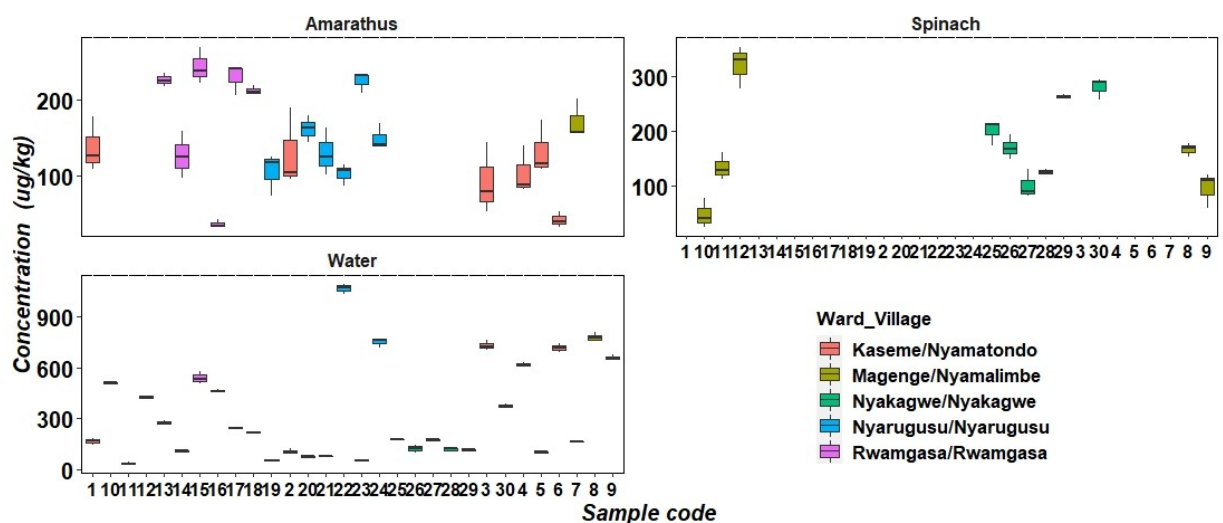 Amarathus
Spinach
Concentration (ug/kg)
200
100
300
200
100
1 10 11 12 13 14 15 16 17 18 19 2 20 21 22 23 24 25 26 27 28 29 3 30 4 5 6 7 8 9
Water
900
600
300
0
1 10 11 12 13 14 15 16 17 18 19 2 20 21 22 23 24 25 26 27 28 29 3 30 4 5 6 7 8 9
Sample code
Ward_Village
Kaseme/Nyamatondo
Magenge/Nyamalimbe
Nyakagwe/Nyakagwe
Nyarugusu/Nyarugusu
Rwamgasa/Rwamgasa